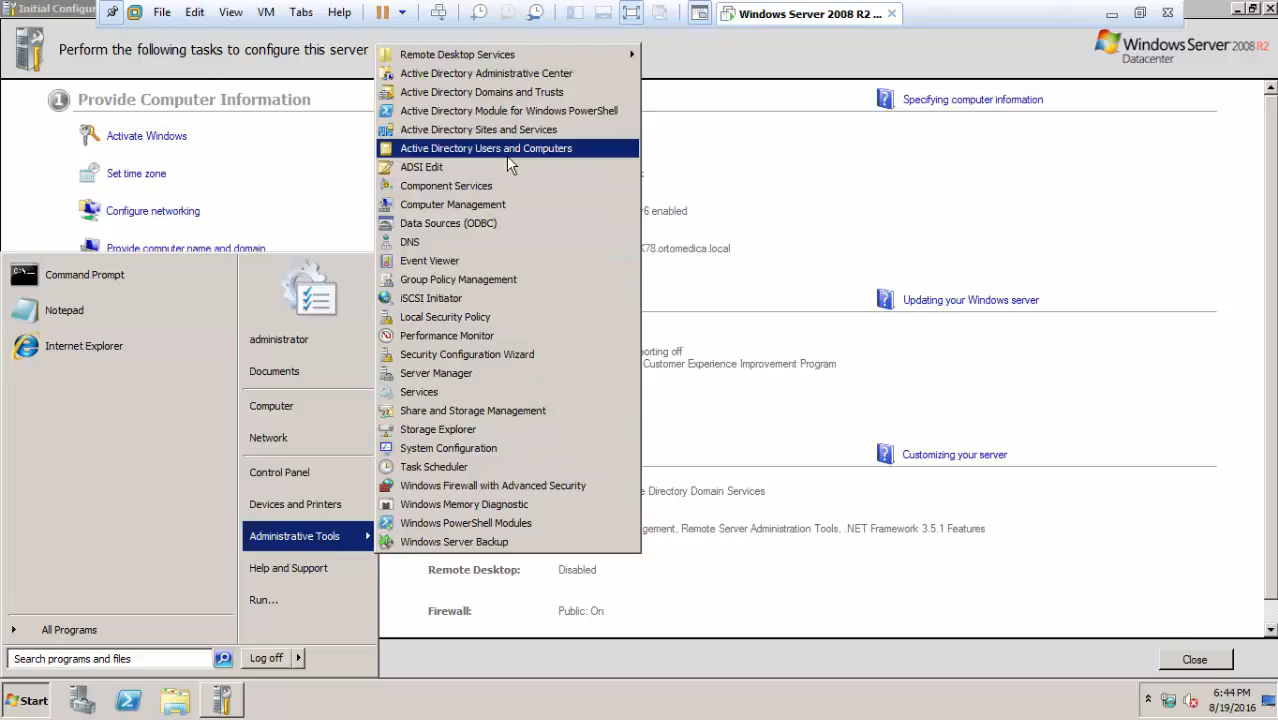 Initial Configur
File Edit View VM Tabs Help
Windows Server 2008 R2 ...
Perform the following tasks to configure this server
Windows Server 2008 R2
Datacenter
1 Provide Computer Information
Specifying computer information
Activate Windows
Set time zone
Configure networking
v6 enabled
Provide computer name and domain
K78.ortomedica.local
Updating your Windows server
orting off
Customer Experience Improvement Program
Customizing your server
e Directory Domain Services
gement, Remote Server Administration Tools, .NET Framework 3.5.1 Features
Remote Desktop: Disabled
Firewall: Public: On
Close
Remote Desktop Services
Active Directory Administrative Center
Active Directory Domains and Trusts
Active Directory Module for Windows PowerShell
Active Directory Sites and Services
Active Directory Users and Computers
ADSI Edit
Component Services
Computer Management
Data Sources (ODBC)
DNS
Event Viewer
Group Policy Management
iSCSI Initiator
Local Security Policy
Performance Monitor
Security Configuration Wizard
Server Manager
Services
Share and Storage Management
Storage Explorer
System Configuration
Task Scheduler
Windows Firewall with Advanced Security
Windows Memory Diagnostic
Windows PowerShell Modules
Windows Server Backup
Command Prompt
Notepad
Internet Explorer
All Programs
Search programs and files
administrator
Documents
Computer
Network
Control Panel
Devices and Printers
Administrative Tools
Help and Support
Run...
Log off
Start
6:44 PM
8/19/2016